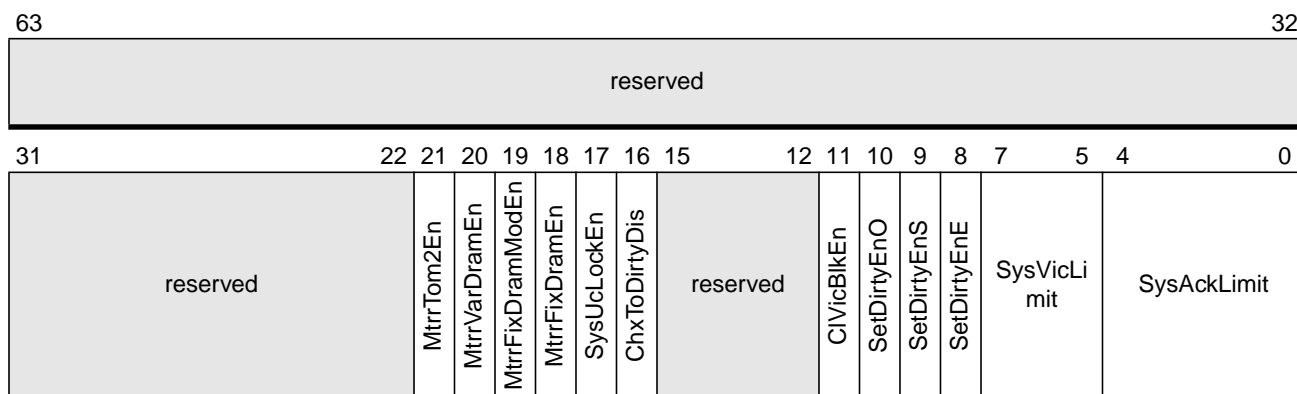 63 32
reserved
31 22 21 20 19 18 17 16 15 12 11 10 9 8 7 5 4 0
reserved
MtrrTom2En
MtrrVarDramEn
MtrrFixDramModEn
MtrrFixDramEn
SysUcLockEn
ChxToDirtyDis
reserved
ClVicBlkEn
SetDirtyEnO
SetDirtyEnS
SetDirtyEnE
SysVicLi
mit
SysAckLimit